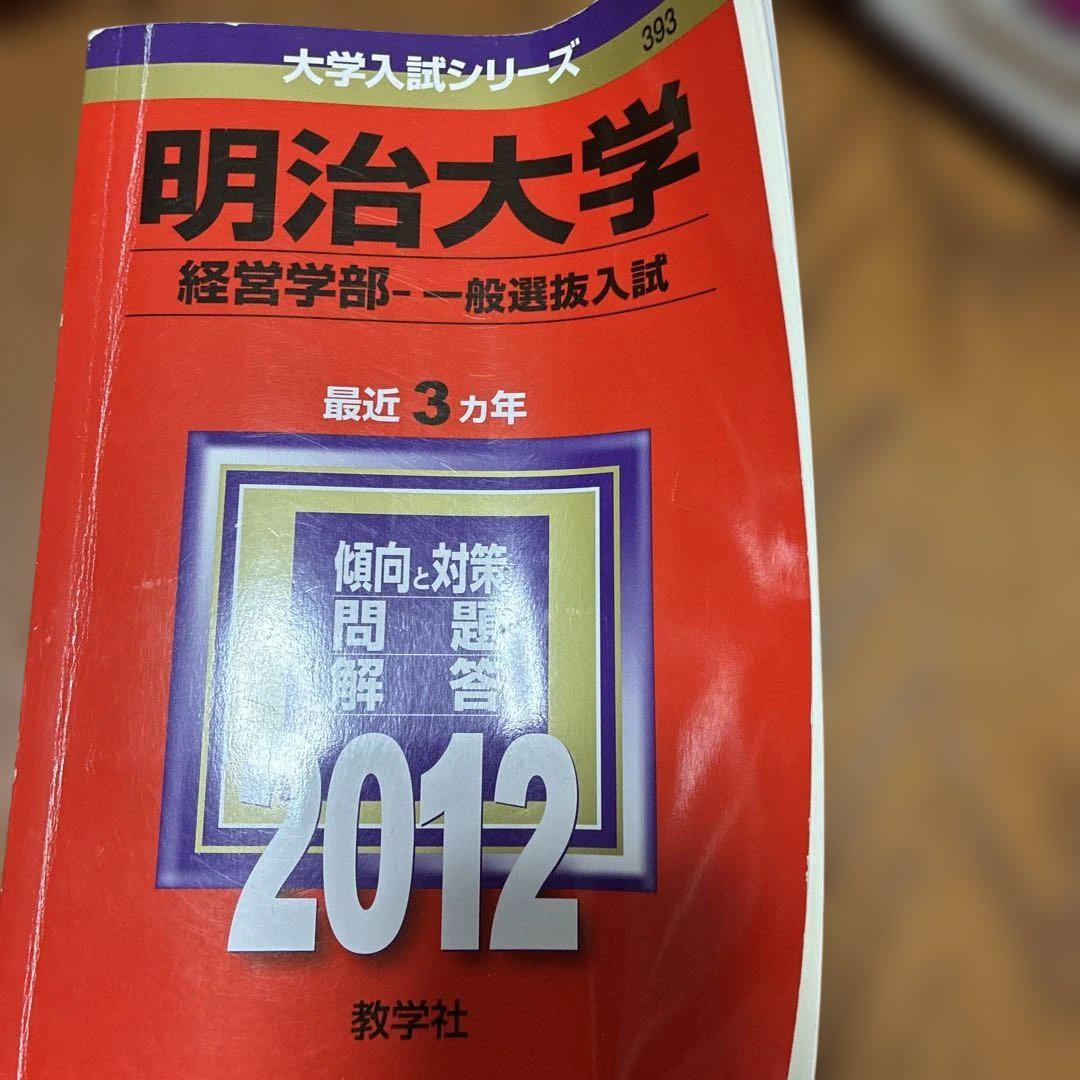 大学入試シリーズ
393
明治大学
経営学部-一般選抜入試
最近3ヵ年
傾向と対策
問題
解答
2012
教学社